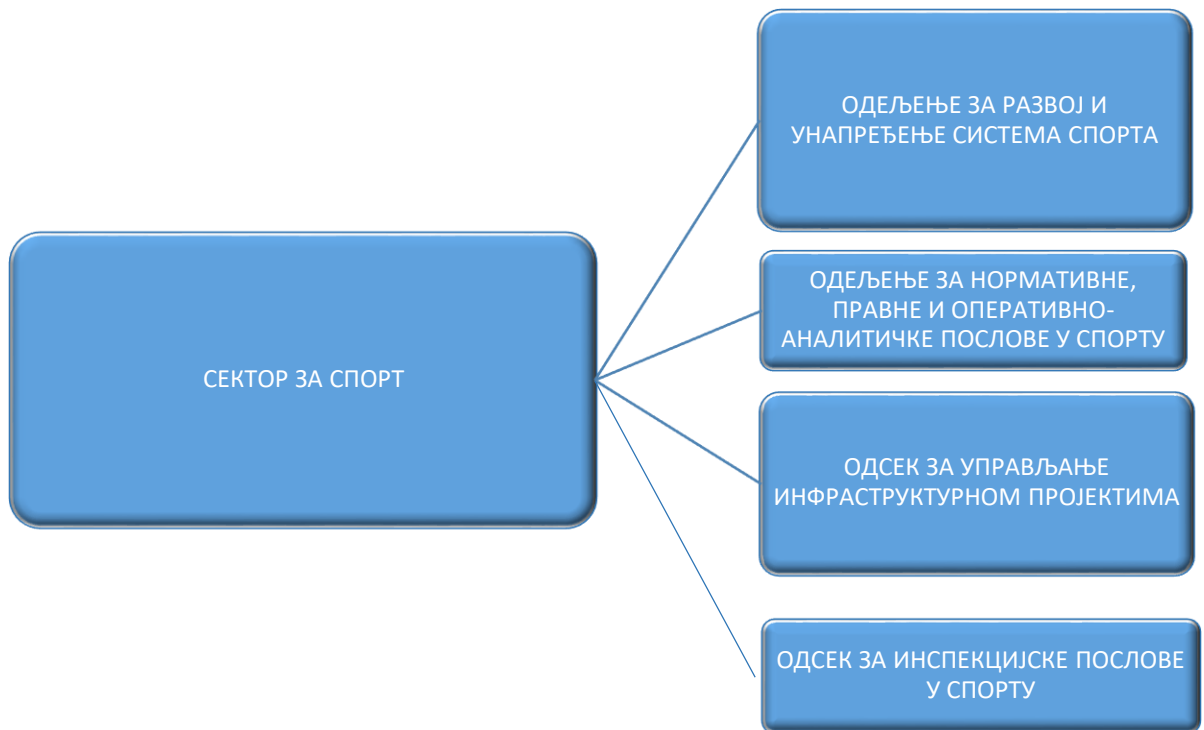 СЕКТОР ЗА СПОРТ
ОДЕЉЕЊЕ ЗА РАЗВОЈ И
УНАПРЕЂЕЊЕ СИСТЕМА СПОРТА
ОДЕЉЕЊЕ ЗА НОРМАТИВНЕ,
ПРАВНЕ И ОПЕРАТИВНО-
АНАЛИТИЧКЕ ПОСЛОВЕ У СПОРТУ
ОДСЕК ЗА УПРАВЉАЊЕ
ИНФРАСТРУКТУРНОМ ПРОЈЕКТИМА
ОДСЕК ЗА ИНСПЕКЦИЈСКЕ ПОСЛОВЕ
У СПОРТУ